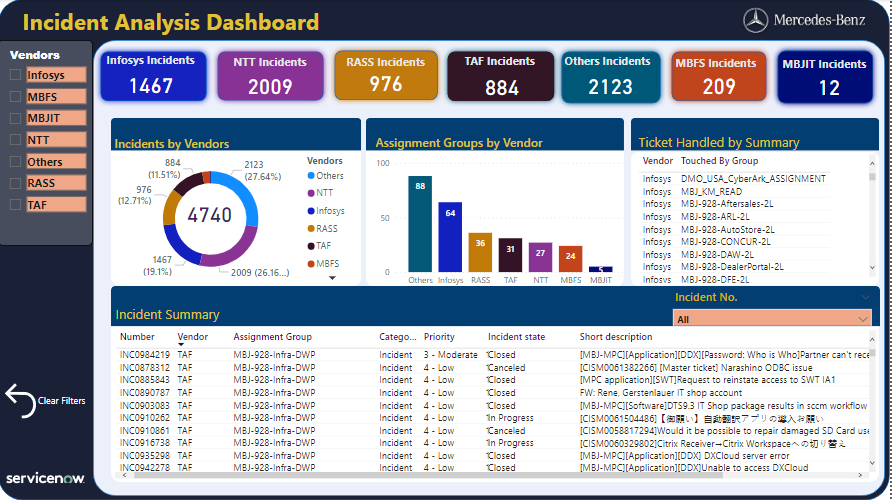 Incident Analysis Dashboard
Mercedes-Benz
Vendors
Infosys
MBFS
MBJIT
NTT
Others
RASS
TAF
Clear Filters
servicenow
Infosys Incidents
1467
NTT Incidents
2009
RASS Incidents
976
TAF Incidents
884
Others Incidents
2123
MBFS Incidents
209
MBJIT Incidents
12
Incidents by Vendors
884
(11.51%)
2123
(27.64%)
976
(12.71%)
4740
1467
(19.1%)
2009 (26.16...)
Vendors
Others
NTT
Infosys
RASS
TAF
MBFS
Assignment Groups by Vendor
100
50
0
88
64
36
31
27
24
5
Others Infosys RASS TAF NTT MBFS MBJIT
Ticket Handled by Summary
Vendor Touched By Group
Infosys DMO_USA_CyberArk_ASSIGNMENT
Infosys MBJ_KM_READ
Infosys MBJ-928-Aftersales-2L
Infosys MBJ-928-ARL-2L
Infosys MBJ-928-AutoStore-2L
Infosys MBJ-928-CONCUR-2L
Infosys MBJ-928-DAW-2L
Infosys MBJ-928-DealerPortal-2L
Infosys MBJ-928-DFE-2L
Incident Summary
Incident No.
All
Number Vendor Assignment Group Catego... Priority Incident state Short description
INC0984219 TAF MBJ-928-Infra-DWP Incident 3 - Moderate Closed [MBJ-MPC][Application][DDX][Password: Who is Who]Partner can't rece
INC0878312 TAF MBJ-928-Infra-DWP Incident 4 - Low Canceled [CISM0061382266] [Master ticket] Narashino ODBC issue
INC0885843 TAF MBJ-928-Infra-DWP Incident 4 - Low Closed [MPC application][SWT]Request to reinstate access to SWT IA1
INC0890787 TAF MBJ-928-Infra-DWP Incident 4 - Low Closed FW: Rene, Gerstenlauer IT shop account
INC0903083 TAF MBJ-928-Infra-DWP Incident 4 - Low Closed [MBJ-MPC][Software]DTS9.3 IT Shop package results in sccm workflow
INC0910262 TAF MBJ-928-Infra-DWP Incident 4 - Low In Progress [CISM0061504486]【御願い】自動翻訳アプリの導入お願い
INC0910861 TAF MBJ-928-Infra-DWP Incident 4 - Low Canceled [CISM0058817294]Would it be possible to repair damaged SD Card use
INC0916738 TAF MBJ-928-Infra-DWP Incident 4 - Low In Progress [CISM0060329802]Citrix Receiver→Citrix Workspaceへの切り替え
INC0935298 TAF MBJ-928-Infra-DWP Incident 4 - Low Closed [MBJ-MPC][Application][DDX]) DXCloud server error
INC0942278 TAF MBJ-928-Infra-DWP Incident 4 - Low Closed [MBJ-MPC][Application][DDX]Unable to access DXCloud